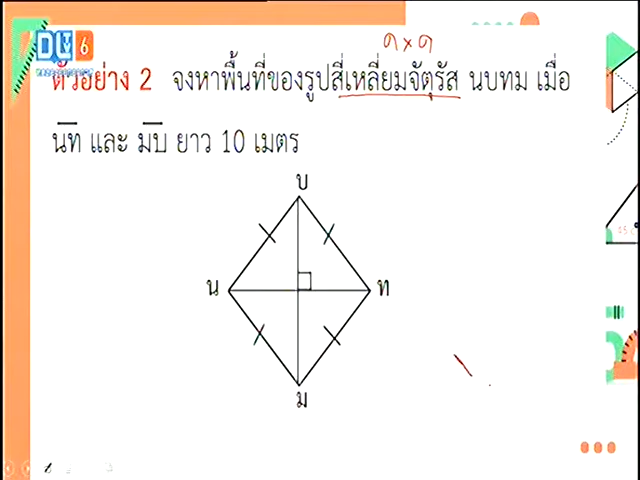 DL 6
ด x ด
ตัวอย่าง 2 จงหาพื้นที่ของรูปสี่เหลี่ยมจัตุรัส นบทม เมื่อ
นท และ มบ ยาว 10 เมตร
บ
น
ท
ม